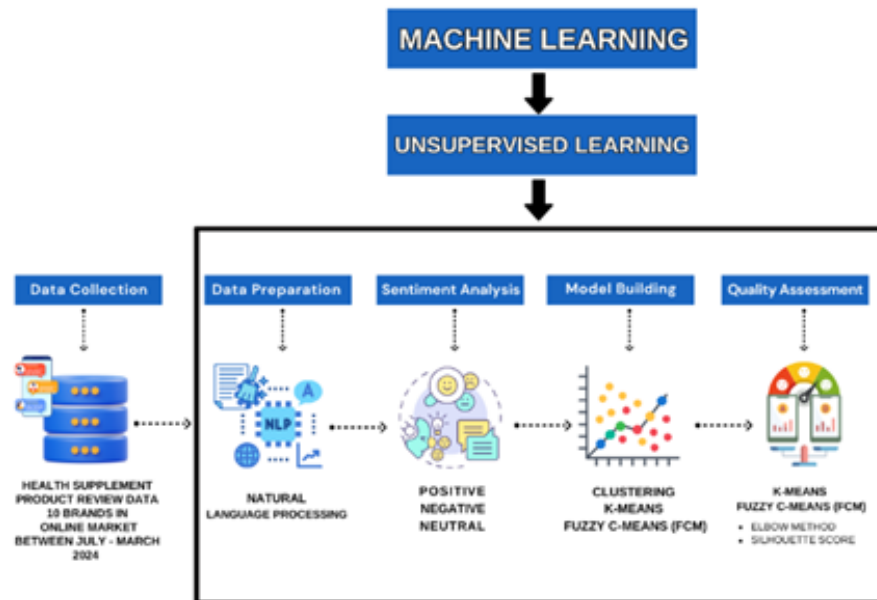 MACHINE LEARNING
UNSUPERVISED LEARNING
Data Collection
Data Preparation
Sentiment Analysis
Model Building
Quality Assessment
A
NLP
HEALTH SUPPLEMENT
PRODUCT REVIEW DATA
10 BRANDS IN
ONLINE MARKET
BETWEEN JULY - MARCH
2024
NATURAL
LANGUAGE PROCESSING
POSITIVE
NEGATIVE
NEUTRAL
CLUSTERING
K-MEANS
FUZZY C-MEANS (FCM)
K-MEANS
FUZZY C-MEANS (FCM)
• ELBOW METHOD
• SILHOUETTE SCORE